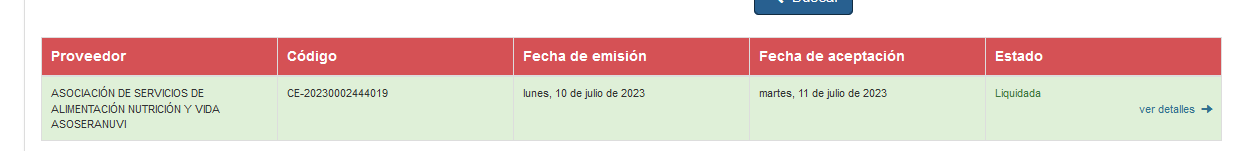 Buscar
Proveedor Código Fecha de emisión Fecha de aceptación Estado
ASOCIACIÓN DE SERVICIOS DE ALIMENTACIÓN NUTRICIÓN Y VIDA ASOSERANUVI CE-20230002444019 lunes, 10 de julio de 2023 martes, 11 de julio de 2023 Liquidada
ver detalles